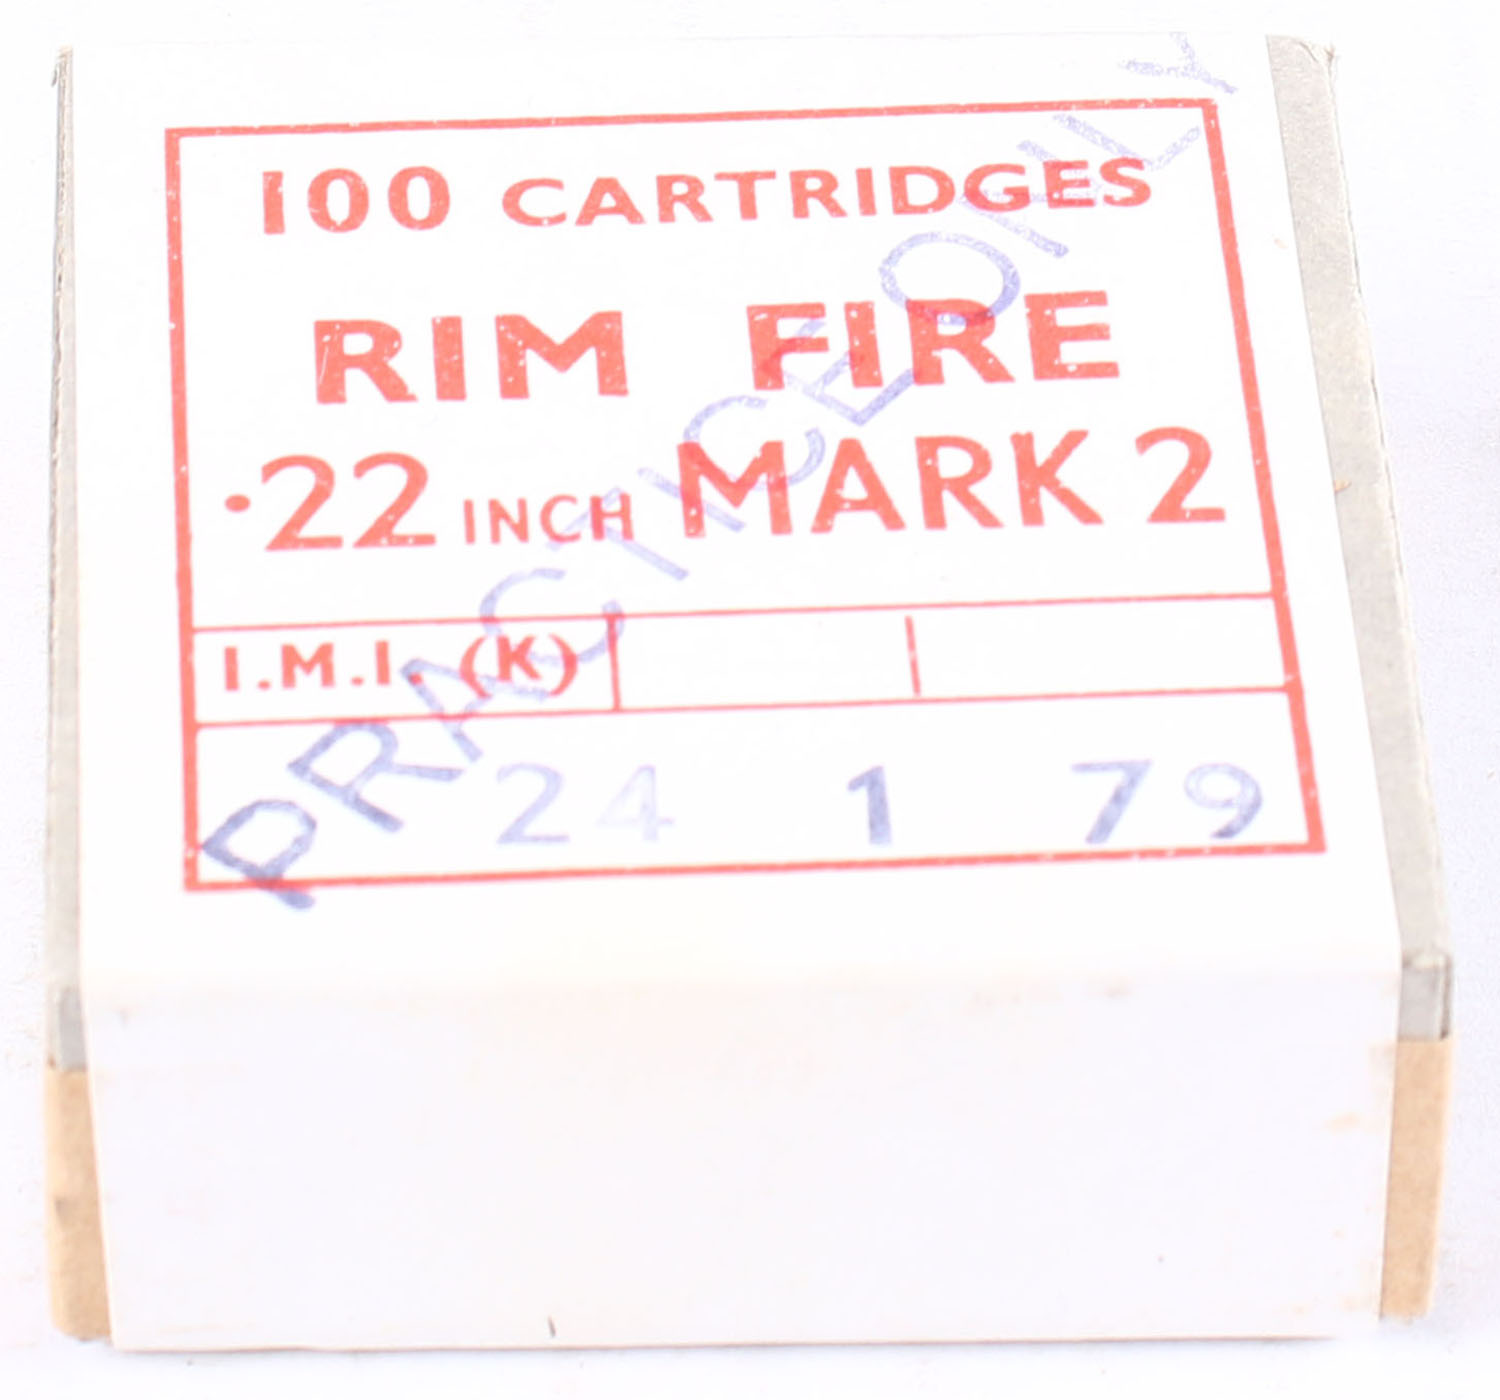 100 CARTRIDGES
RIM FIRE
·22 INCH MARK 2
I.M.I. (K)
24 1 79
PRACTICE ONLY